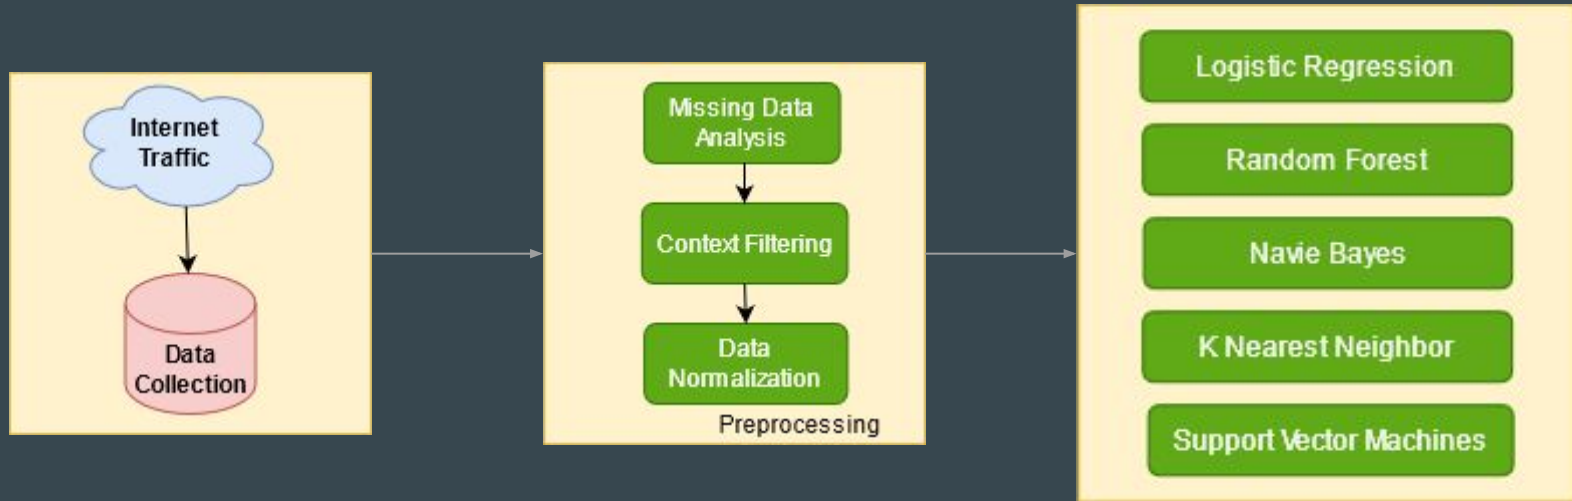 Internet
Traffic
Data
Collection
Missing Data
Analysis
Context Filtering
Data
Normalization
Preprocessing
Logistic Regression
Random Forest
Navie Bayes
K Nearest Neighbor
Support Vector Machines